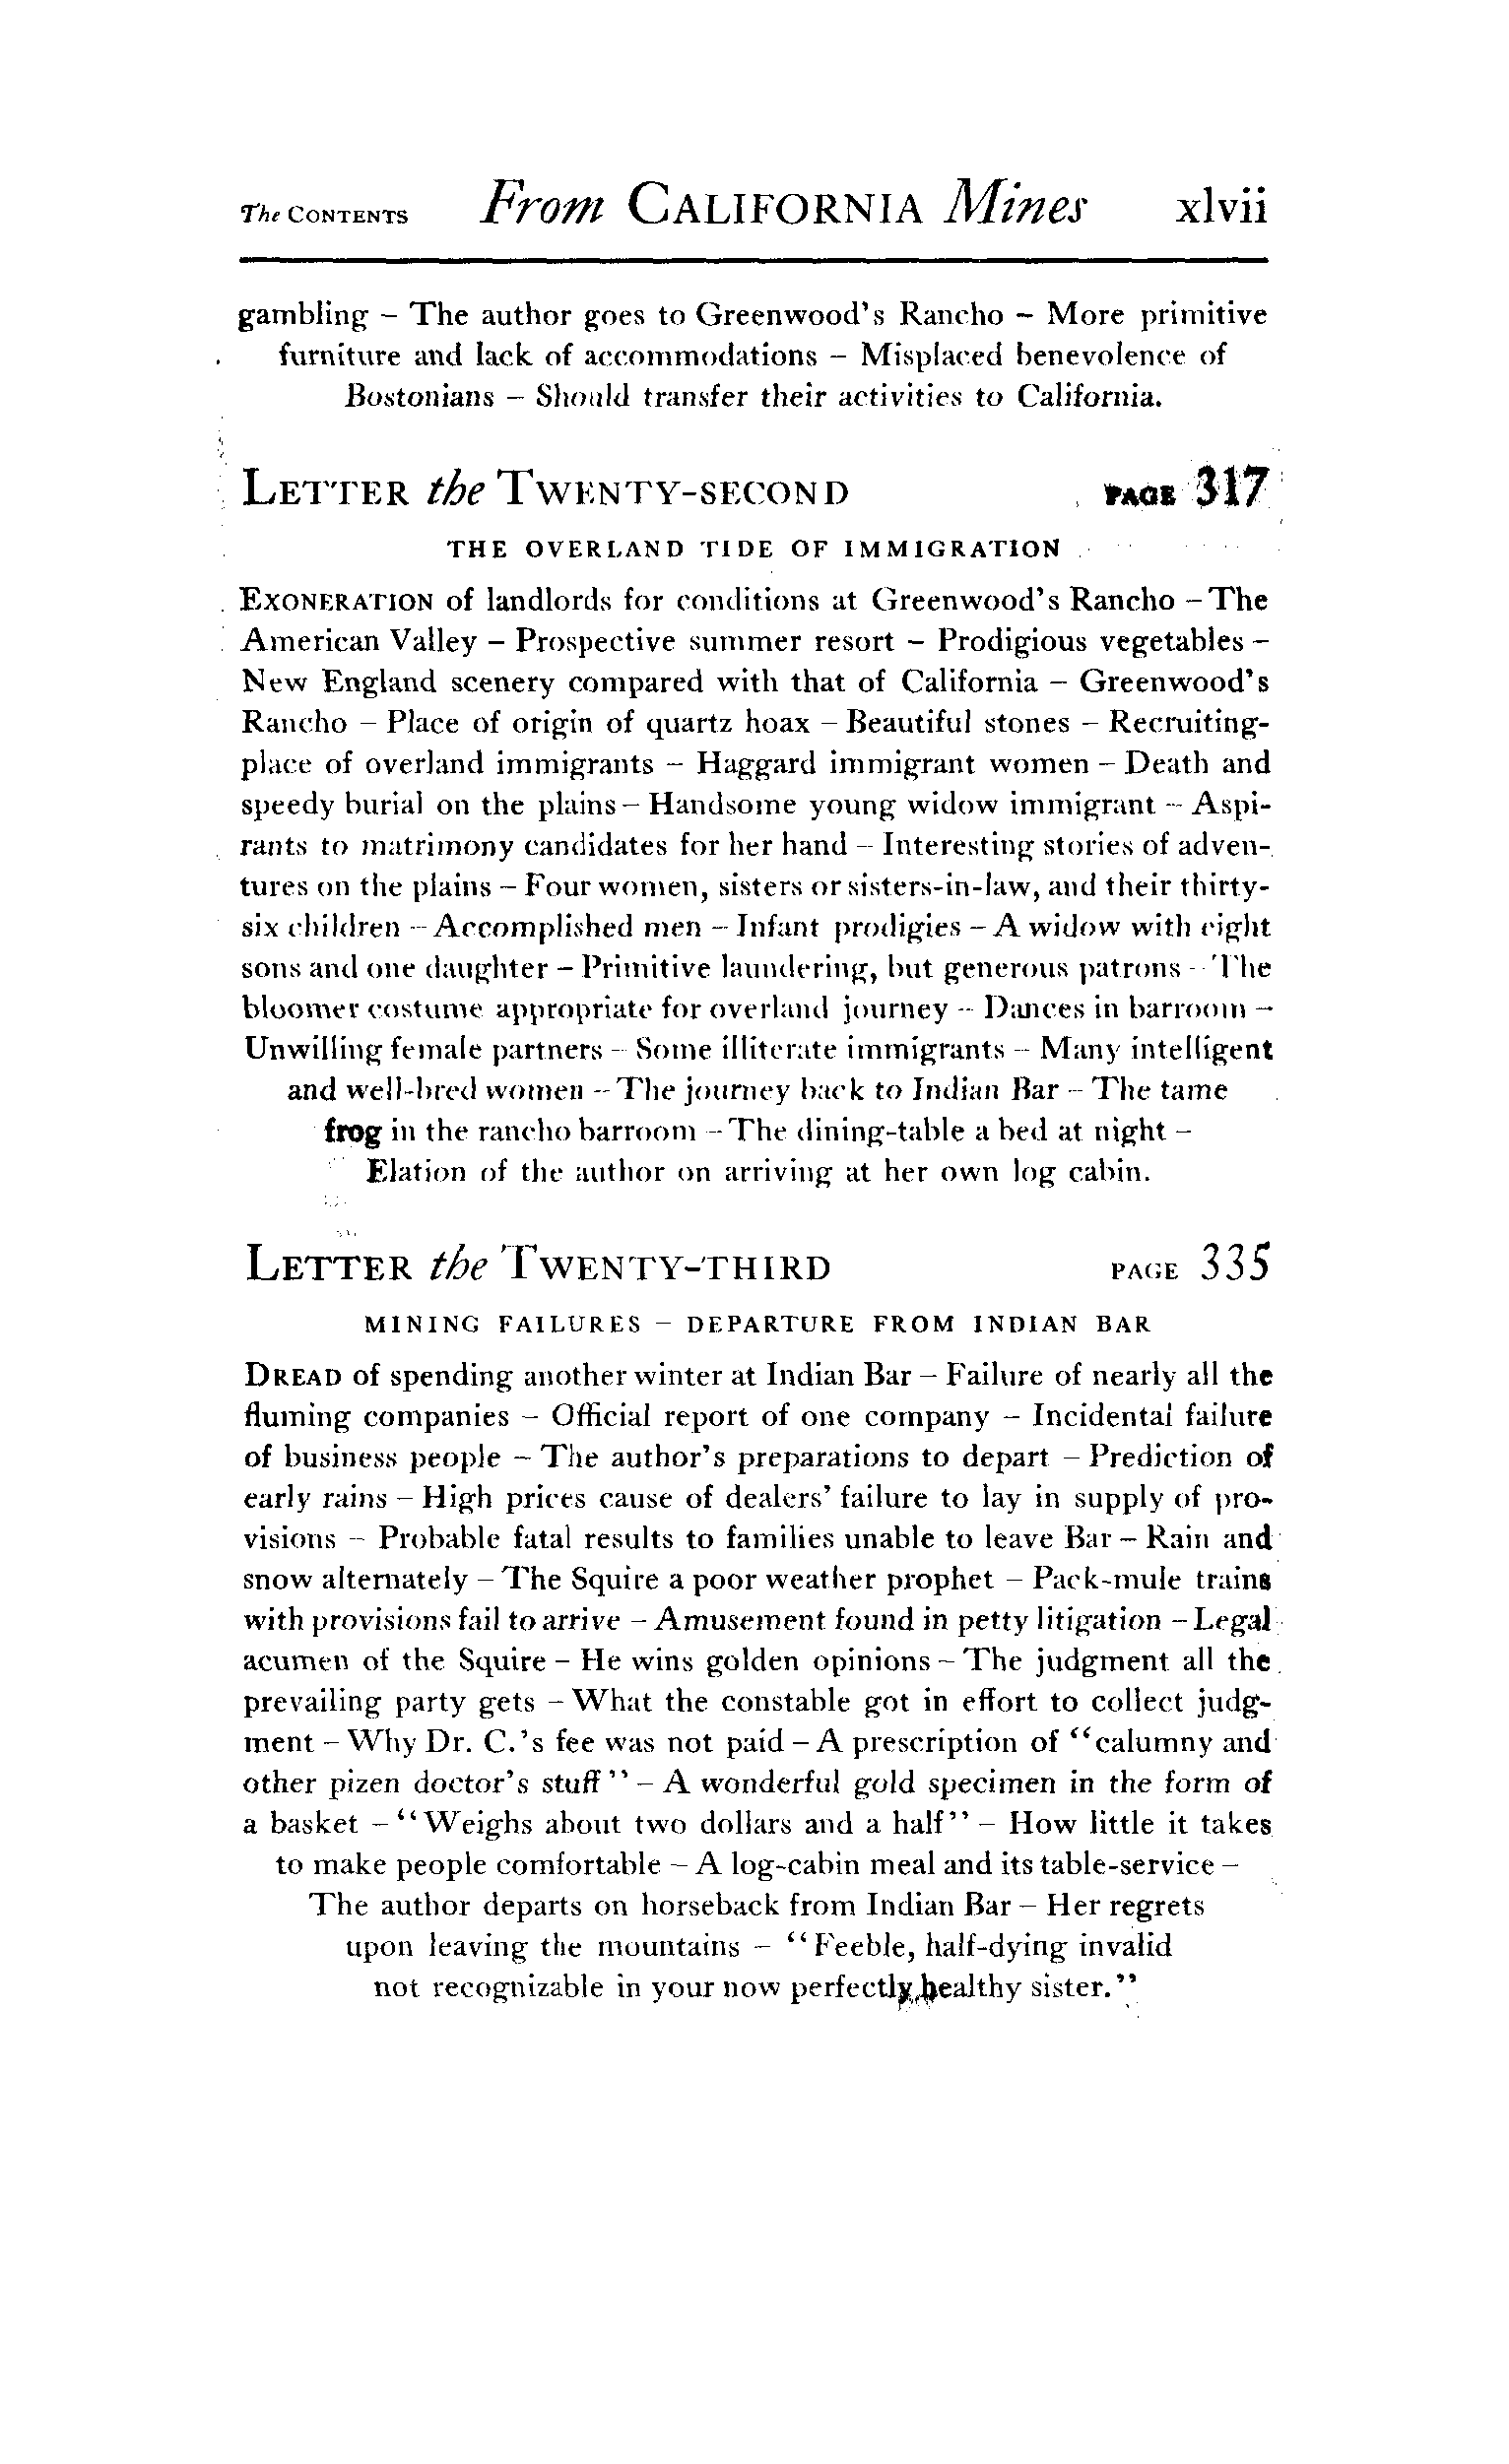 The CONTENTS From CALIFORNIA Mines xlvii
gambling – The author goes to Greenwood's Rancho – More primitive
furniture and lack of accommodations – Misplaced benevolence of
Bostonians – Should transfer their activities to California.
LETTER the TWENTY-SECOND PAGE 317
THE OVERLAND TIDE OF IMMIGRATION
EXONERATION of landlords for conditions at Greenwood's Rancho – The
American Valley – Prospective summer resort – Prodigious vegetables –
New England scenery compared with that of California – Greenwood's
Rancho – Place of origin of quartz hoax – Beautiful stones – Recruiting-
place of overland immigrants – Haggard immigrant women – Death and
speedy burial on the plains – Handsome young widow immigrant – Aspi-
rants to matrimony candidates for her hand – Interesting stories of adven-
tures on the plains – Four women, sisters or sisters-in-law, and their thirty-
six children – Accomplished men – Infant prodigies – A widow with eight
sons and one daughter – Primitive laundering, but generous patrons – The
bloomer costume appropriate for overland journey – Dances in barroom –
Unwilling female partners – Some illiterate immigrants – Many intelligent
and well-bred women – The journey back to Indian Bar – The tame
frog in the rancho barroom – The dining-table a bed at night –
Elation of the author on arriving at her own log cabin.
LETTER the TWENTY-THIRD PAGE 335
MINING FAILURES – DEPARTURE FROM INDIAN BAR
DREAD of spending another winter at Indian Bar – Failure of nearly all the
fluming companies – Official report of one company – Incidental failure
of business people – The author's preparations to depart – Prediction of
early rains – High prices cause of dealers' failure to lay in supply of pro-
visions – Probable fatal results to families unable to leave Bar – Rain and
snow alternately – The Squire a poor weather prophet – Pack-mule trains
with provisions fail to arrive – Amusement found in petty litigation – Legal
acumen of the Squire – He wins golden opinions – The judgment all the
prevailing party gets – What the constable got in effort to collect judg-
ment – Why Dr. C.'s fee was not paid – A prescription of "calumny and
other pizen doctor's stuff" – A wonderful gold specimen in the form of
a basket – "Weighs about two dollars and a half" – How little it takes
to make people comfortable – A log-cabin meal and its table-service –
The author departs on horseback from Indian Bar – Her regrets
upon leaving the mountains – "Feeble, half-dying invalid
not recognizable in your now perfectly healthy sister."